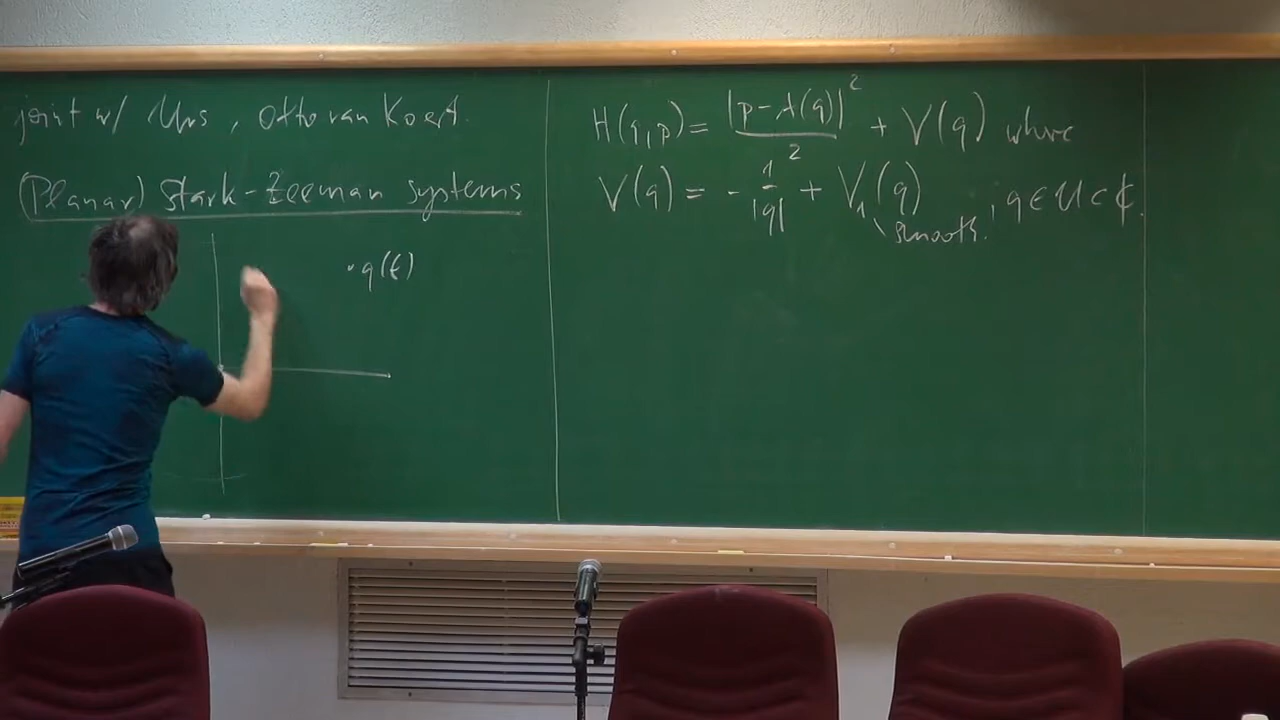 joint w/ Urs, Otto van Koert.
(Planar) Stark-Zeeman systems
q(t)
H(q,p) = |p-A(q)|²/2 + V(q) where
V(q) = - 1/|q| + V₁(q), q ∈ U ⊂ ℂ.
smooth.